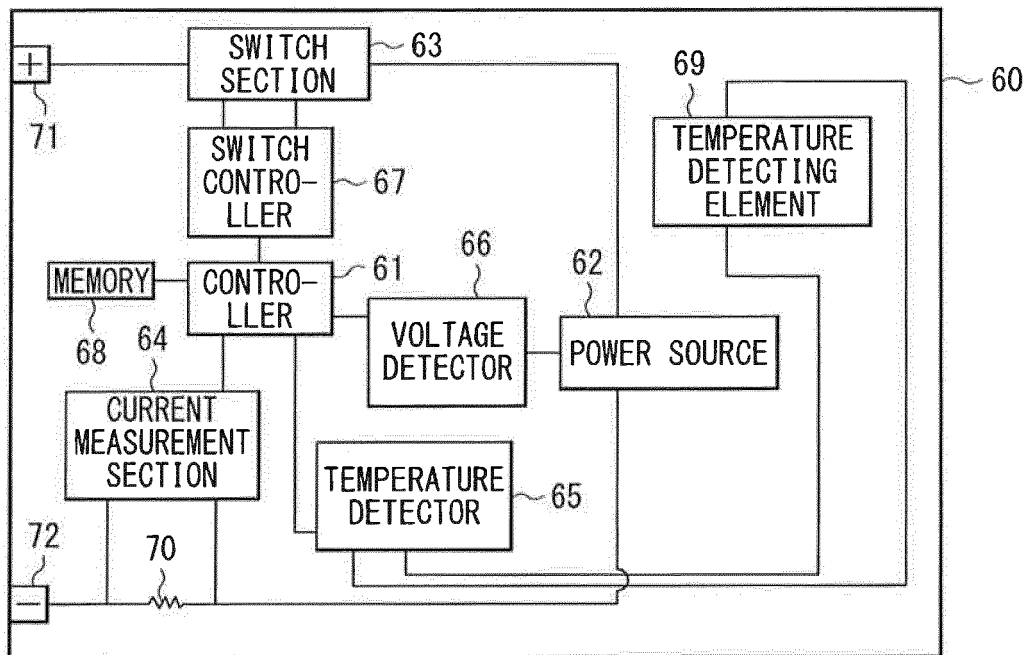 SWITCH
SECTION
63
+
71
SWITCH
CONTRO-
LLER
67
69
TEMPERATURE
DETECTING
ELEMENT
60
MEMORY
68
CONTRO-
LLER
61
66
VOLTAGE
DETECTOR
62
POWER SOURCE
64
CURRENT
MEASUREMENT
SECTION
TEMPERATURE
DETECTOR
65
72
−
70